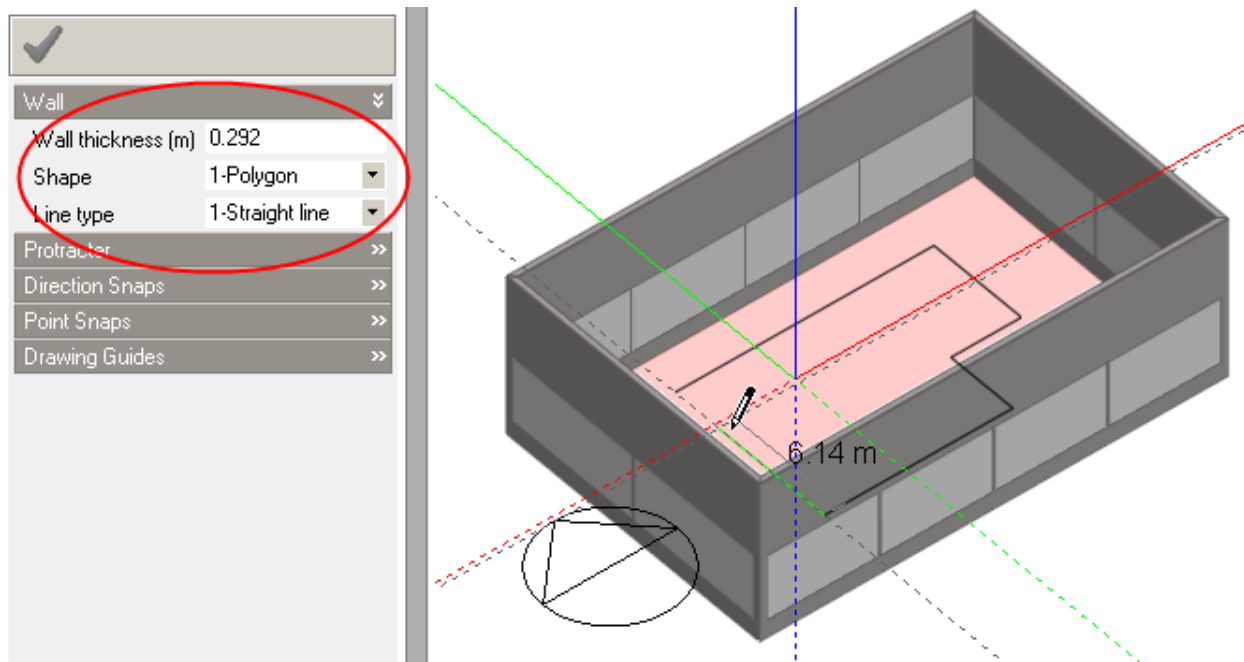 Wall
Wall thickness (m) 0.292
Shape 1-Polygon
Line type 1-Straight line
Protracter
Direction Snaps
Point Snaps
Drawing Guides
6.14 m